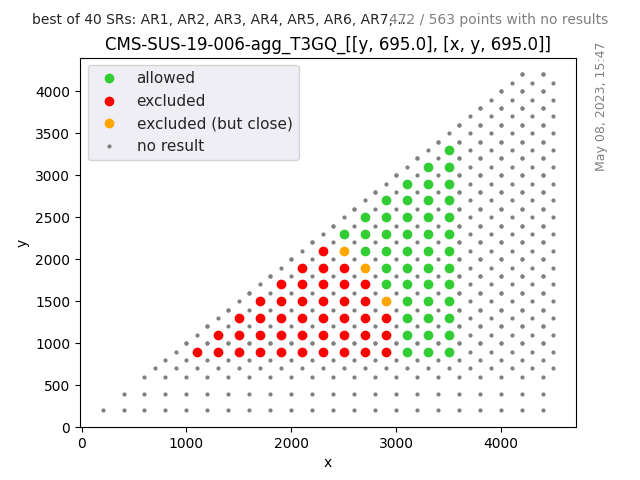 best of 40 SRs: AR1, AR2, AR3, AR4, AR5, AR6, AR7,...
472 / 563 points with no results
CMS-SUS-19-006-agg_T3GQ_[[y, 695.0], [x, y, 695.0]]
May 08, 2023, 15:47
allowed
excluded
excluded (but close)
no result
4000
3500
3000
2500
2000
1500
1000
500
0
y
0 1000 2000 3000 4000
x